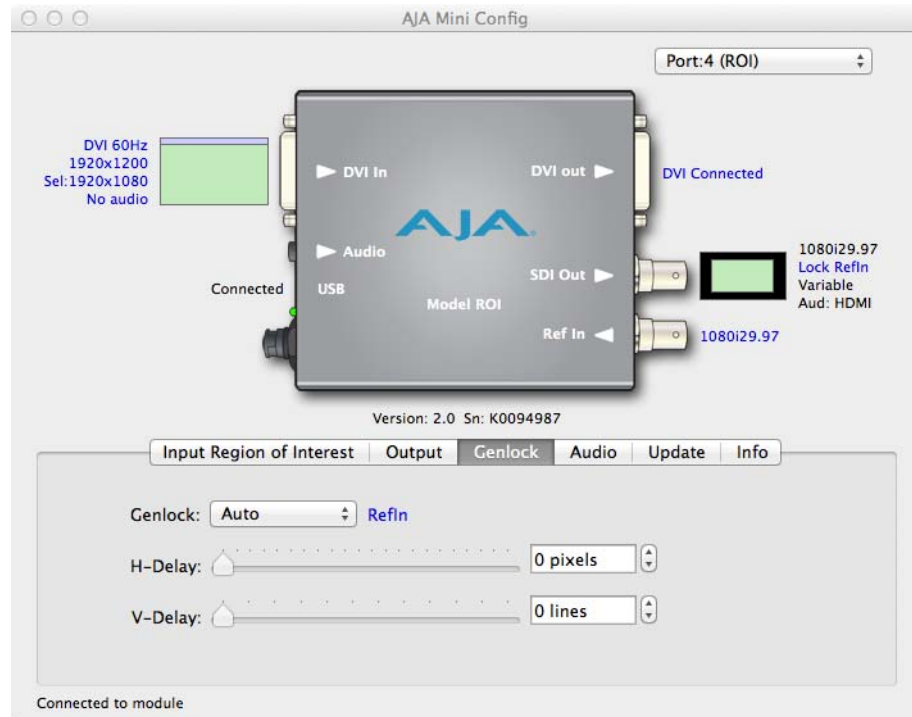 AJA Mini Config
Port:4 (ROI)
DVI 60Hz
1920x1200
Sel:1920x1080
No audio
DVI In
DVI out
DVI Connected
AJA
Audio
Connected
USB
SDI Out
Model ROI
Ref In
1080i29.97
Lock RefIn
Variable
Aud: HDMI
1080i29.97
Version: 2.0 Sn: K0094987
Input Region of Interest Output Genlock Audio Update Info
Genlock: Auto RefIn
H-Delay: 0 pixels
V-Delay: 0 lines
Connected to module